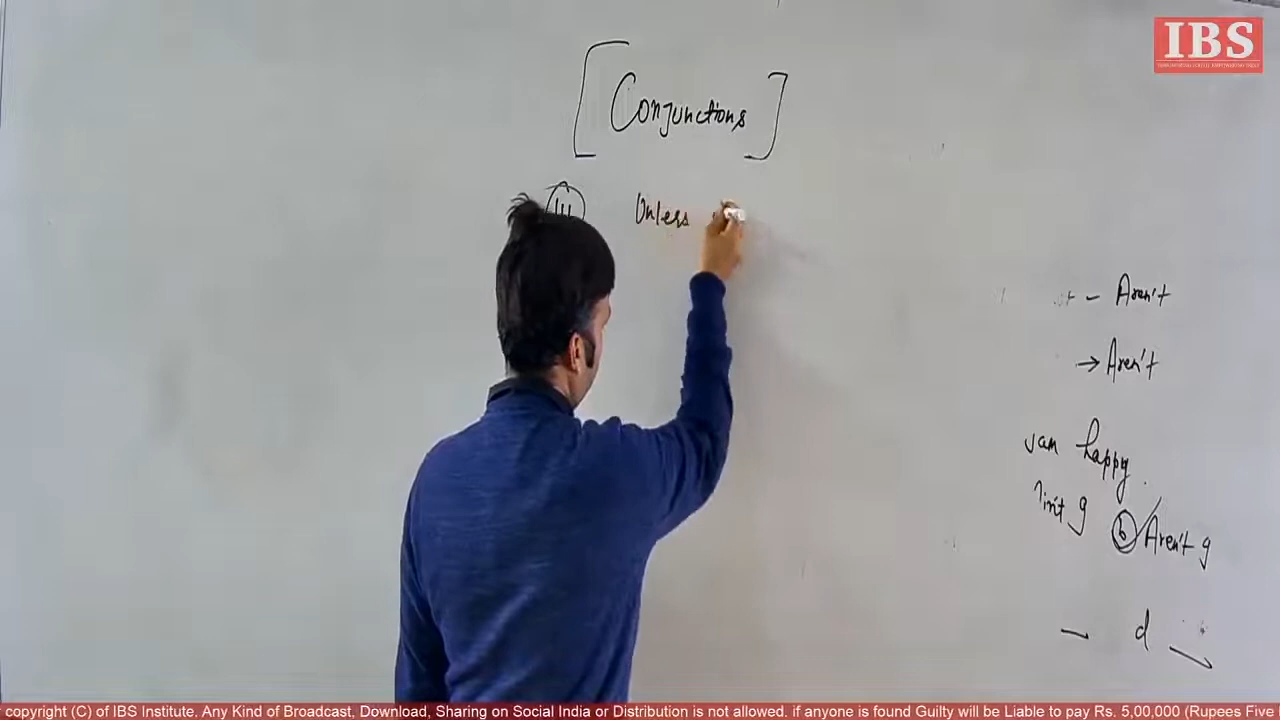 IBS
[ Conjunctions ]
Unless
- Aren't
→ Aren't
happy.
(b) Aren't I
d
copyright (C) of IBS Institute. Any Kind of Broadcast, Download, Sharing on Social India or Distribution is not allowed. if anyone is found Guilty will be Liable to pay Rs. 5,00,000 (Rupees Five